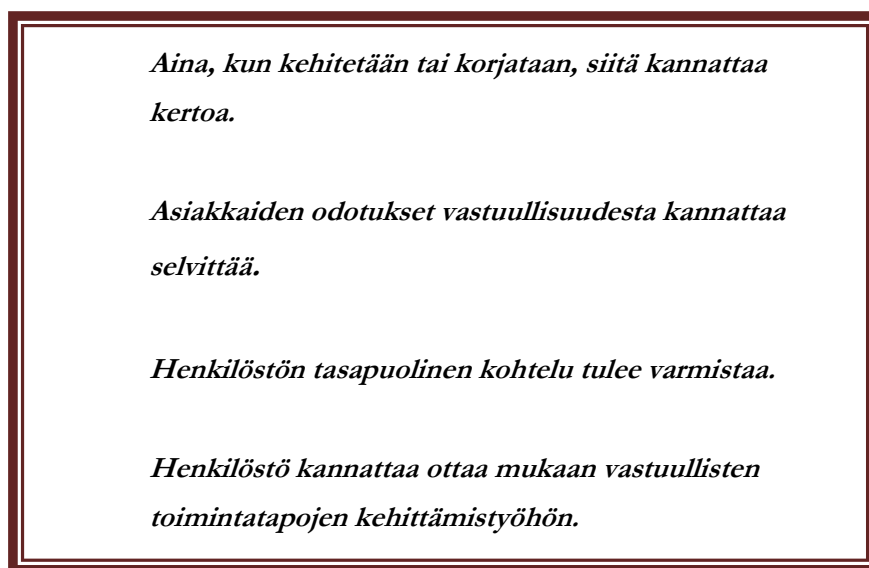 Aina, kun kehitetään tai korjataan, siitä kannattaa
kertoa.
Asiakkaiden odotukset vastuullisuudesta kannattaa
selvittää.
Henkilöstön tasapuolinen kohtelu tulee varmistaa.
Henkilöstö kannattaa ottaa mukaan vastuullisten
toimintatapojen kehittämistyöhön.